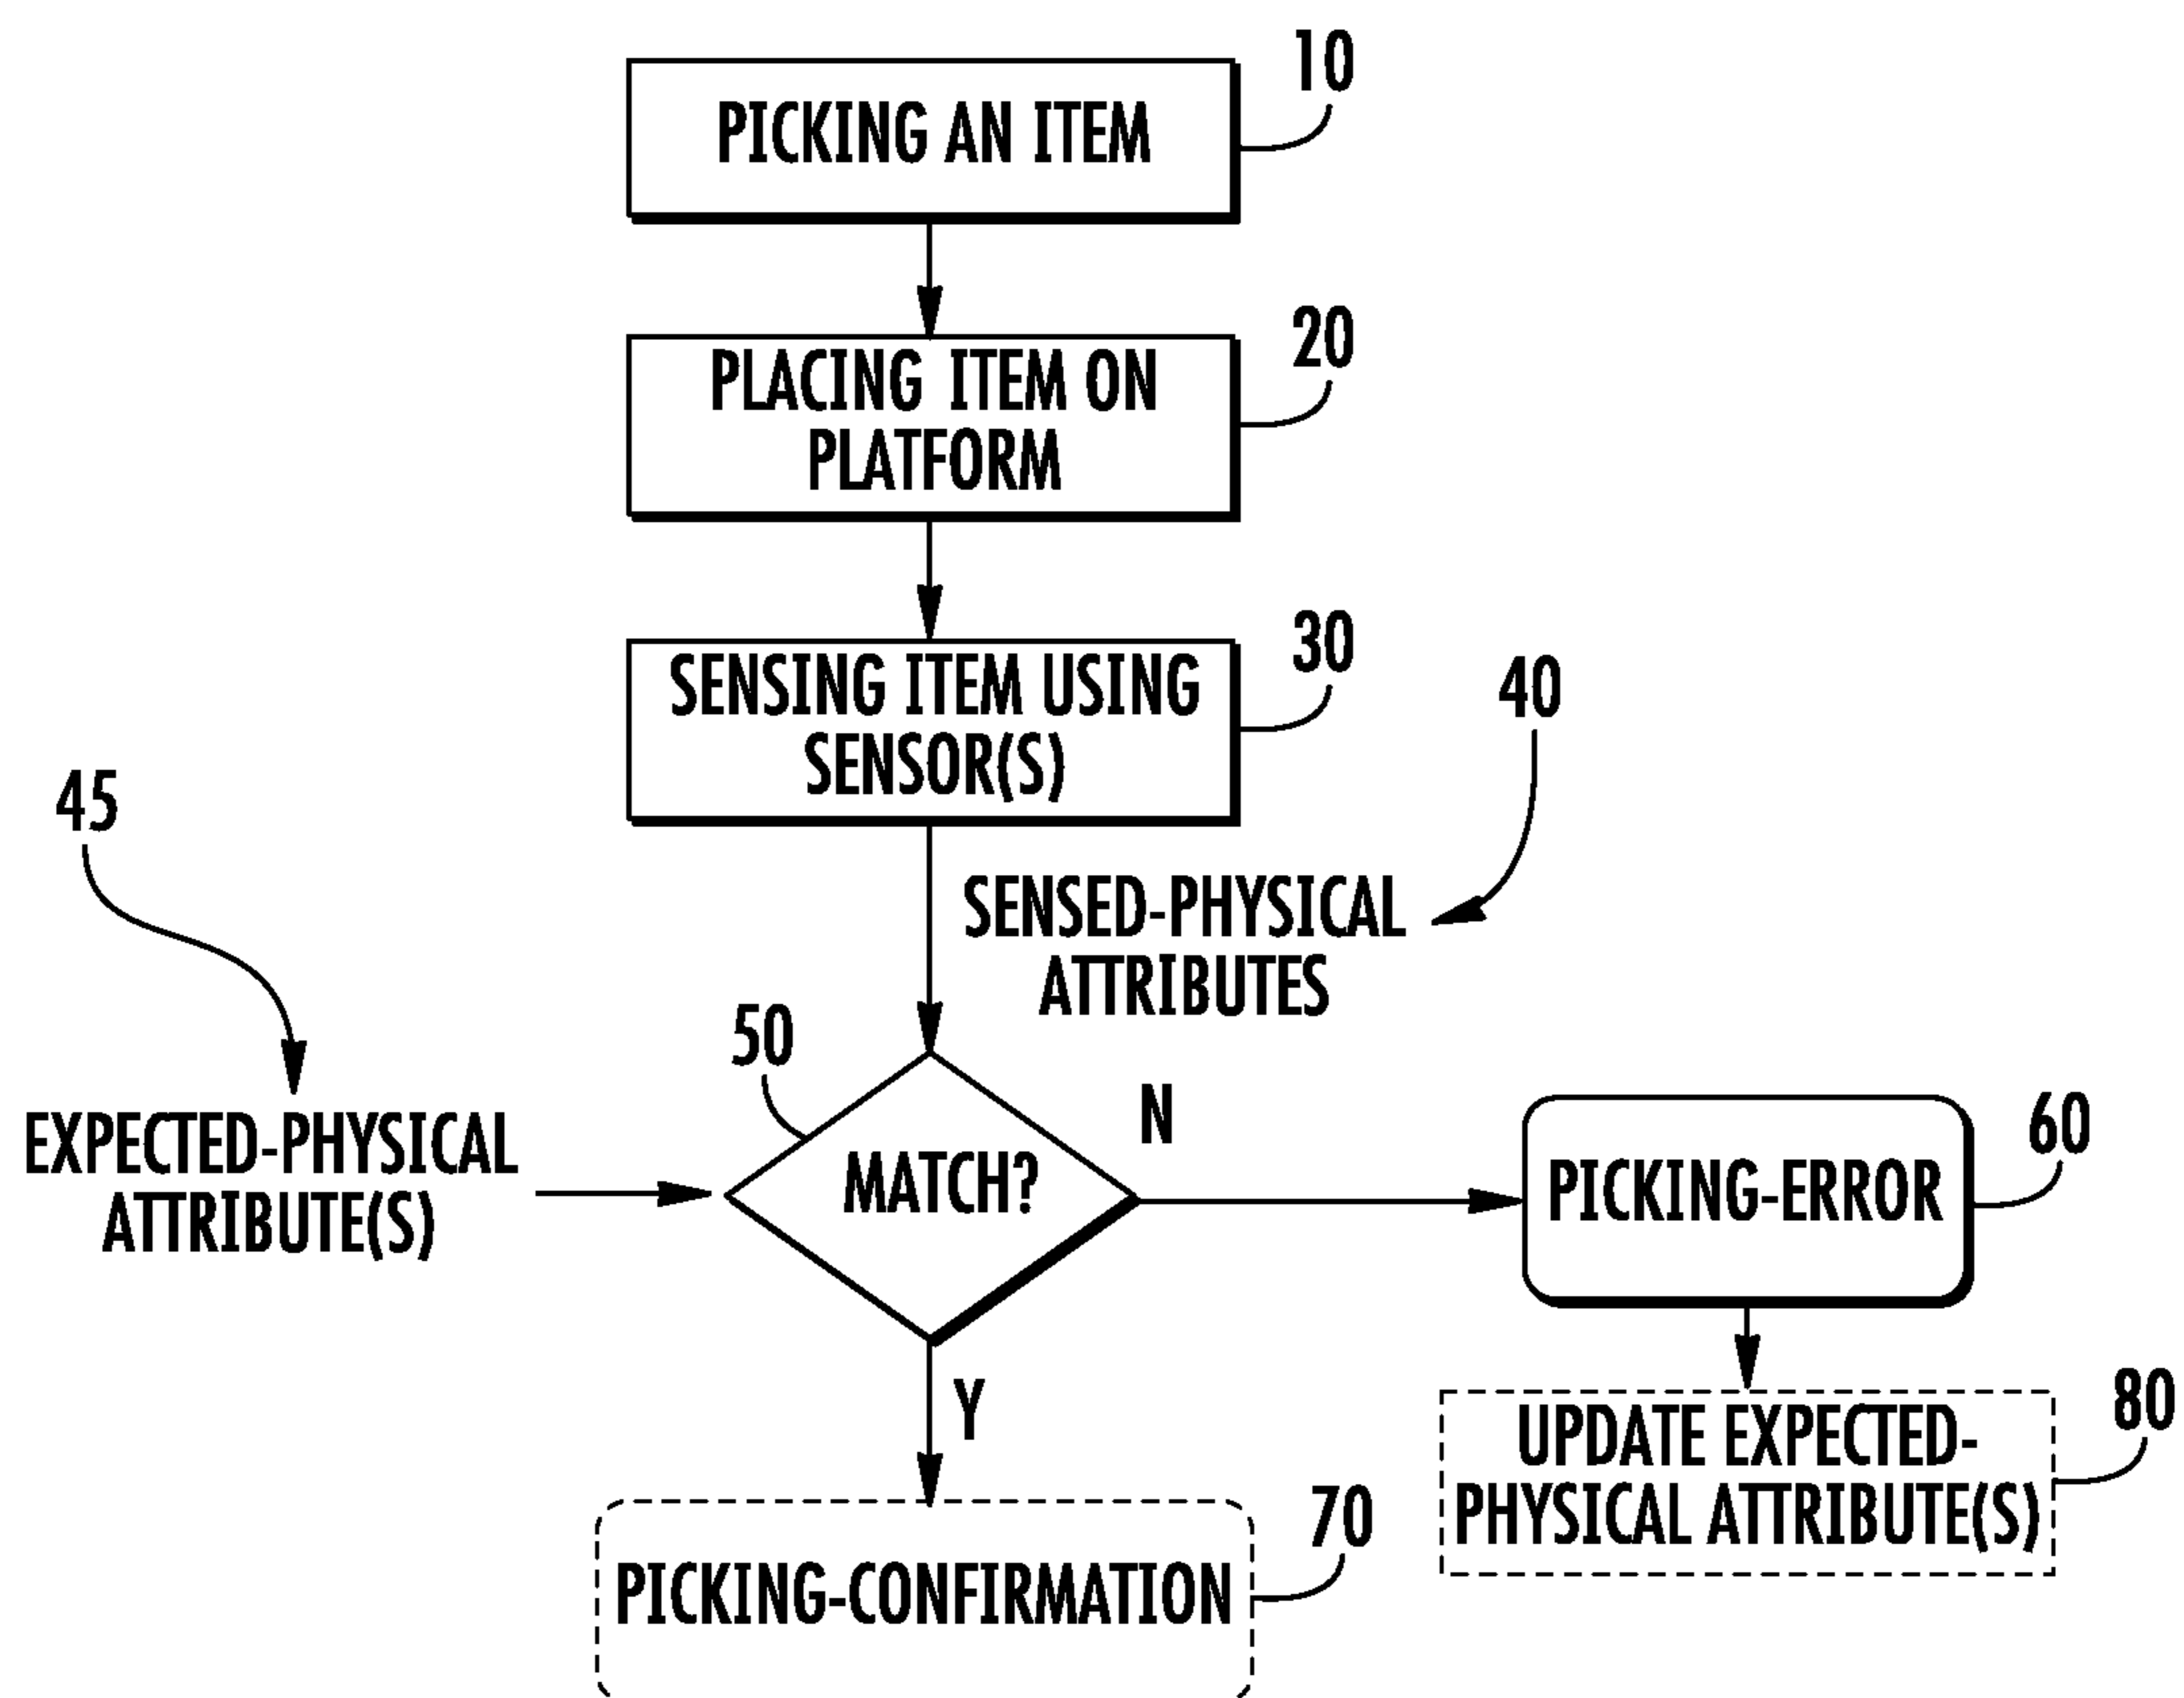 10
PICKING AN ITEM
20
PLACING ITEM ON
PLATFORM
30
SENSING ITEM USING
SENSOR(S)
40
45
SENSED-PHYSICAL
ATTRIBUTES
50
N
EXPECTED-PHYSICAL
ATTRIBUTE(S)
MATCH?
60
PICKING-ERROR
Y
80
UPDATE EXPECTED-
PHYSICAL ATTRIBUTE(S)
70
PICKING-CONFIRMATION